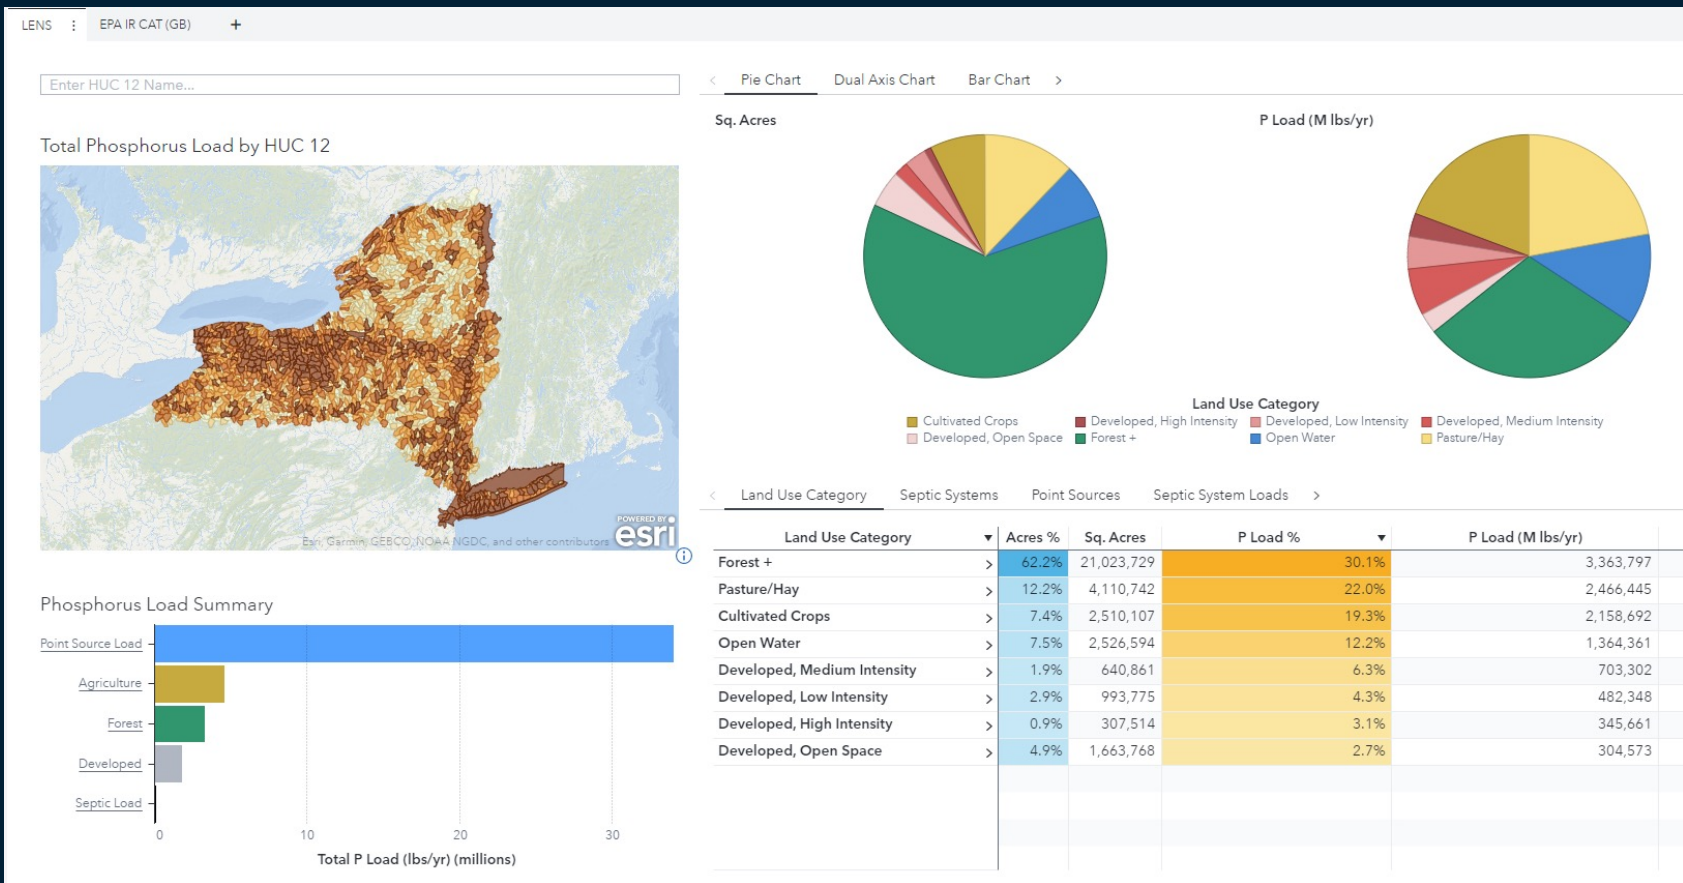 LENS
EPA IR CAT (GB)
+
Enter HUC 12 Name...
Total Phosphorus Load by HUC 12
POWERED BY
esri
Esri, Garmin, GEBCO, NOAA NGDC, and other contributors
Phosphorus Load Summary
Point Source Load
Agriculture
Forest
Developed
Septic Load
0 10 20 30
Total P Load (lbs/yr) (millions)
< Pie Chart Dual Axis Chart Bar Chart >
Sq. Acres P Load (M lbs/yr)
Land Use Category
Cultivated Crops Developed, High Intensity Developed, Low Intensity Developed, Medium Intensity
Developed, Open Space Forest + Open Water Pasture/Hay
< Land Use Category Septic Systems Point Sources Septic System Loads >
Land Use Category ▼ Acres % Sq. Acres P Load % ▼ P Load (M lbs/yr)
Forest + > 62.2% 21,023,729 30.1% 3,363,797
Pasture/Hay > 12.2% 4,110,742 22.0% 2,466,445
Cultivated Crops > 7.4% 2,510,107 19.3% 2,158,692
Open Water > 7.5% 2,526,594 12.2% 1,364,361
Developed, Medium Intensity > 1.9% 640,861 6.3% 703,302
Developed, Low Intensity > 2.9% 993,775 4.3% 482,348
Developed, High Intensity > 0.9% 307,514 3.1% 345,661
Developed, Open Space > 4.9% 1,663,768 2.7% 304,573